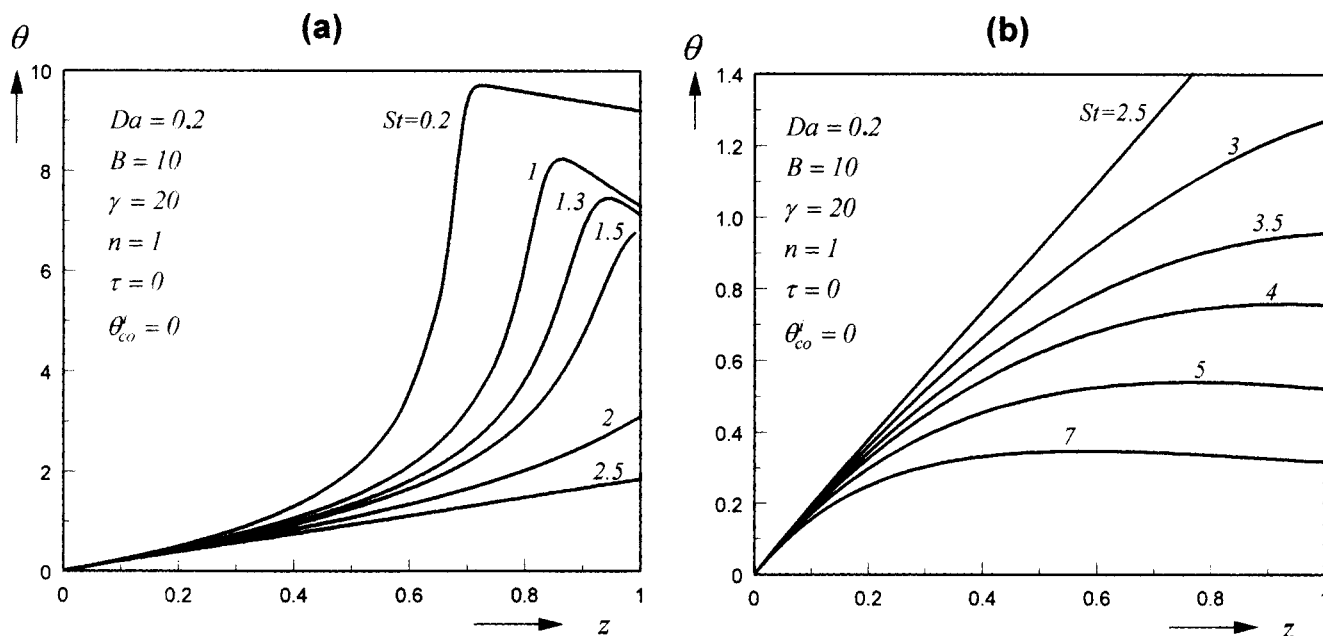 (a)
θ
10
8
6
4
2
0
Da = 0.2
B = 10
γ = 20
n = 1
τ = 0
θ^i_co = 0
St=0.2
1
1.3
1.5
2
2.5
0 0.2 0.4 0.6 0.8 1
z
(b)
θ
1.4
1.2
1.0
0.8
0.6
0.4
0.2
0
Da = 0.2
B = 10
γ = 20
n = 1
τ = 0
θ^i_co = 0
St=2.5
3
3.5
4
5
7
0 0.2 0.4 0.6 0.8 1
z